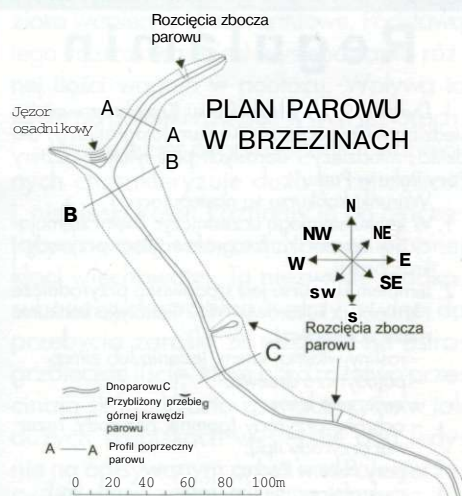 Rozcięcia zbocza
parowu
PLAN PAROWU
W BRZEZINACH
Jęzor
osadnikowy
A
A
B
B
N
NW
NE
W
E
sw
SE
s
Rozcięcia zbocza
parowu
C
Dno parowu C
Przybliżony przebieg
górnej krawędzi
parowu
A — A Profil poprzeczny
parowu
0 20 40 60 80 100m